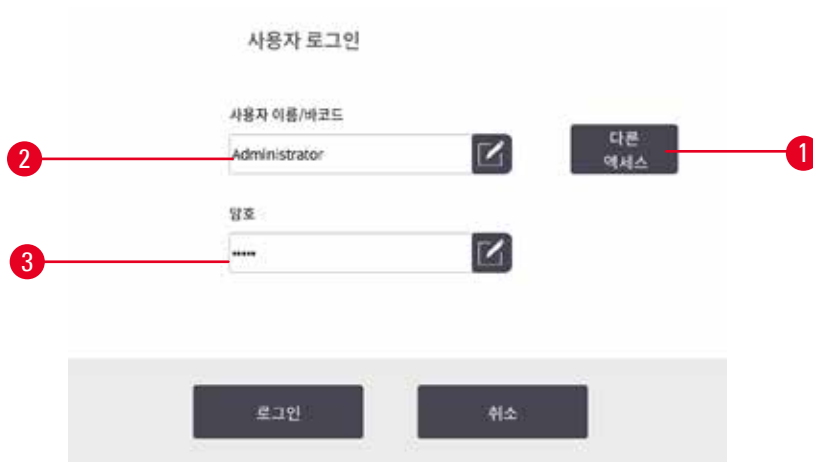 사용자 로그인
사용자 이름/바코드
Administrator
다른
액세스
1
2
암호
•••••
3
로그인
취소